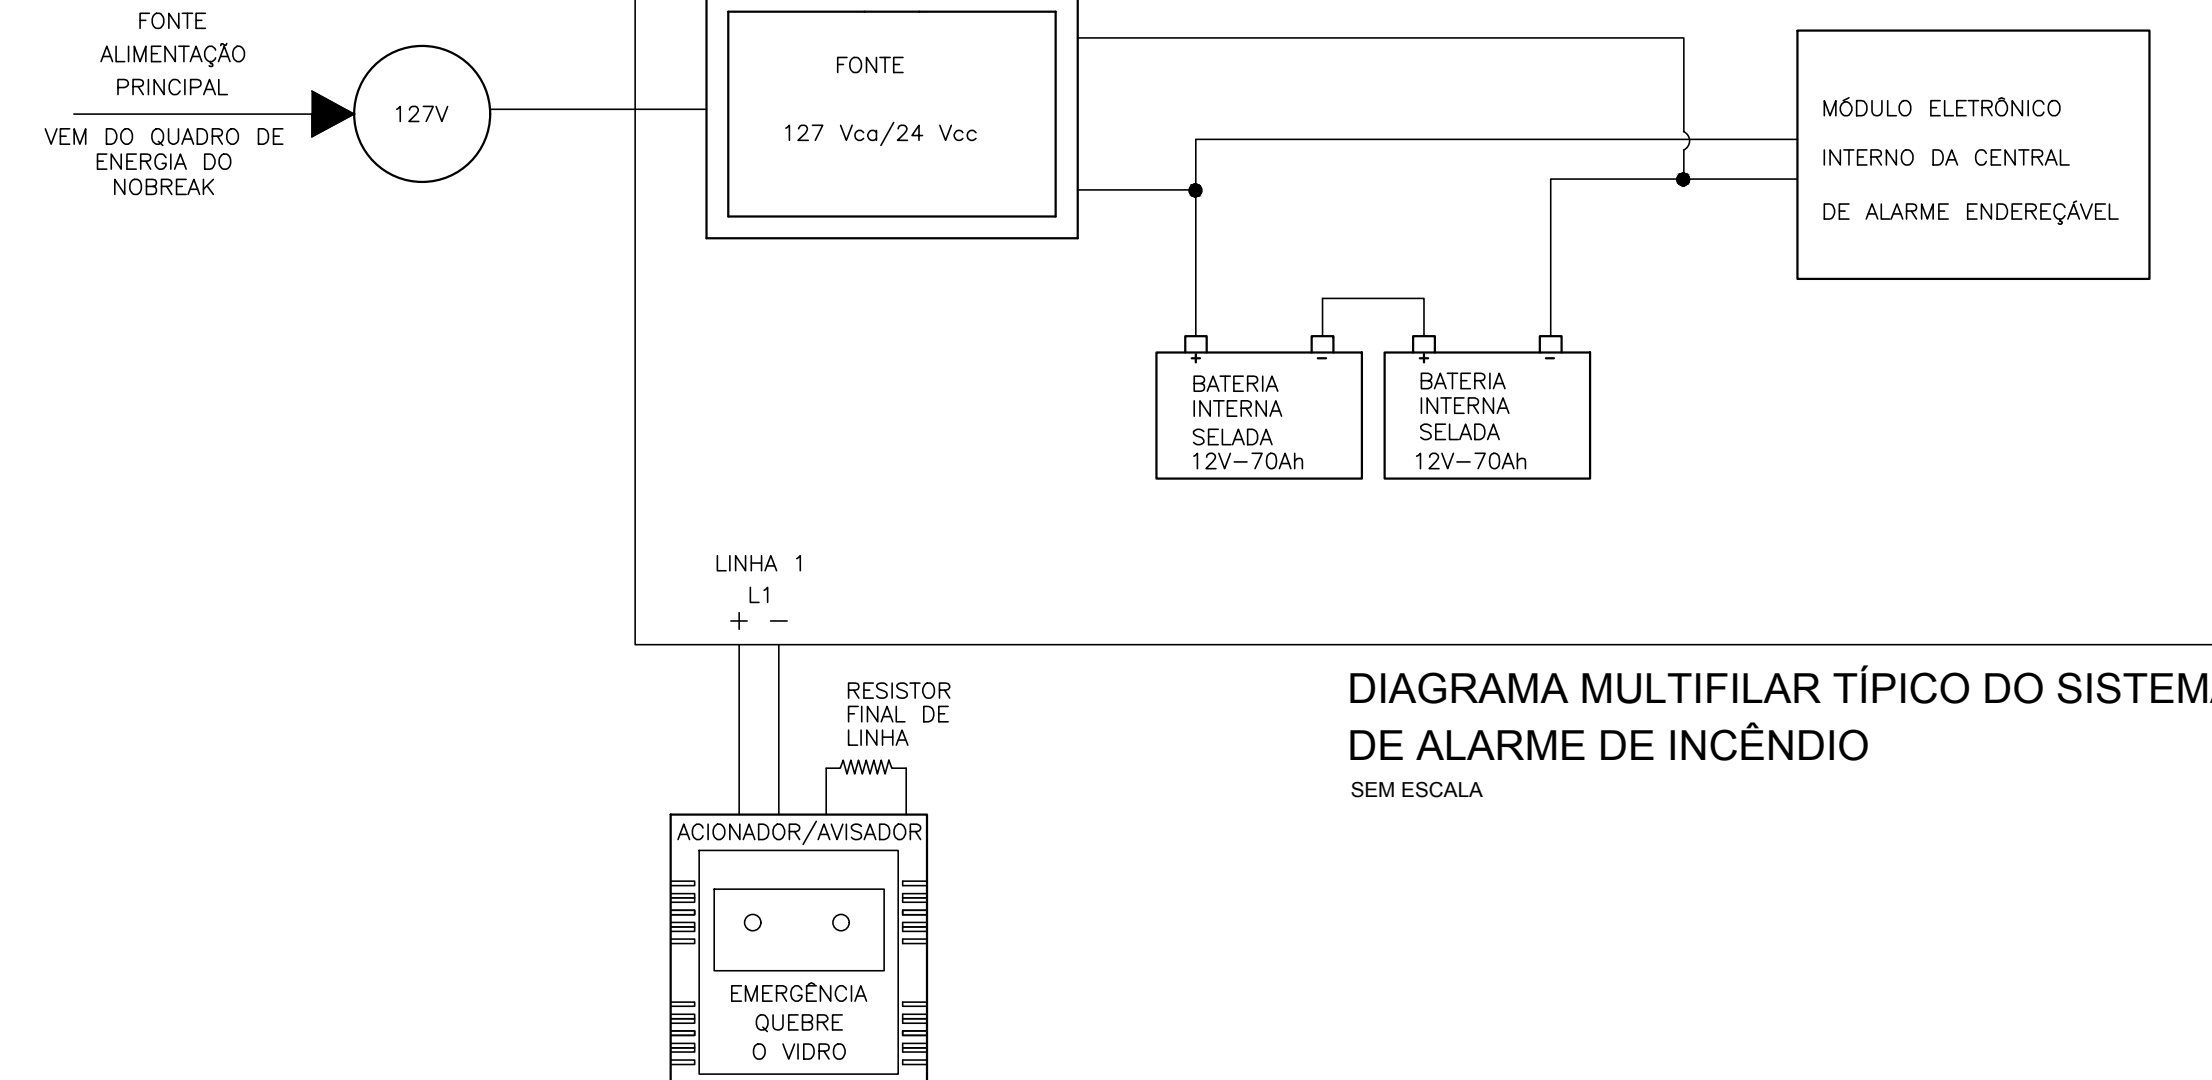 FONTE
ALIMENTAÇÃO
PRINCIPAL
VEM DO QUADRO DE
ENERGIA DO
NOBREAK
127V
FONTE
127 Vca/24 Vcc
MÓDULO ELETRÔNICO
INTERNO DA CENTRAL
DE ALARME ENDEREÇÁVEL
+ −
BATERIA
INTERNA
SELADA
12V−70Ah
+ −
BATERIA
INTERNA
SELADA
12V−70Ah
LINHA 1
L1
+ −
RESISTOR
FINAL DE
LINHA
DIAGRAMA MULTIFILAR TÍPICO DO SISTEMA
DE ALARME DE INCÊNDIO
SEM ESCALA
ACIONADOR/AVISADOR
EMERGÊNCIA
QUEBRE
O VIDRO